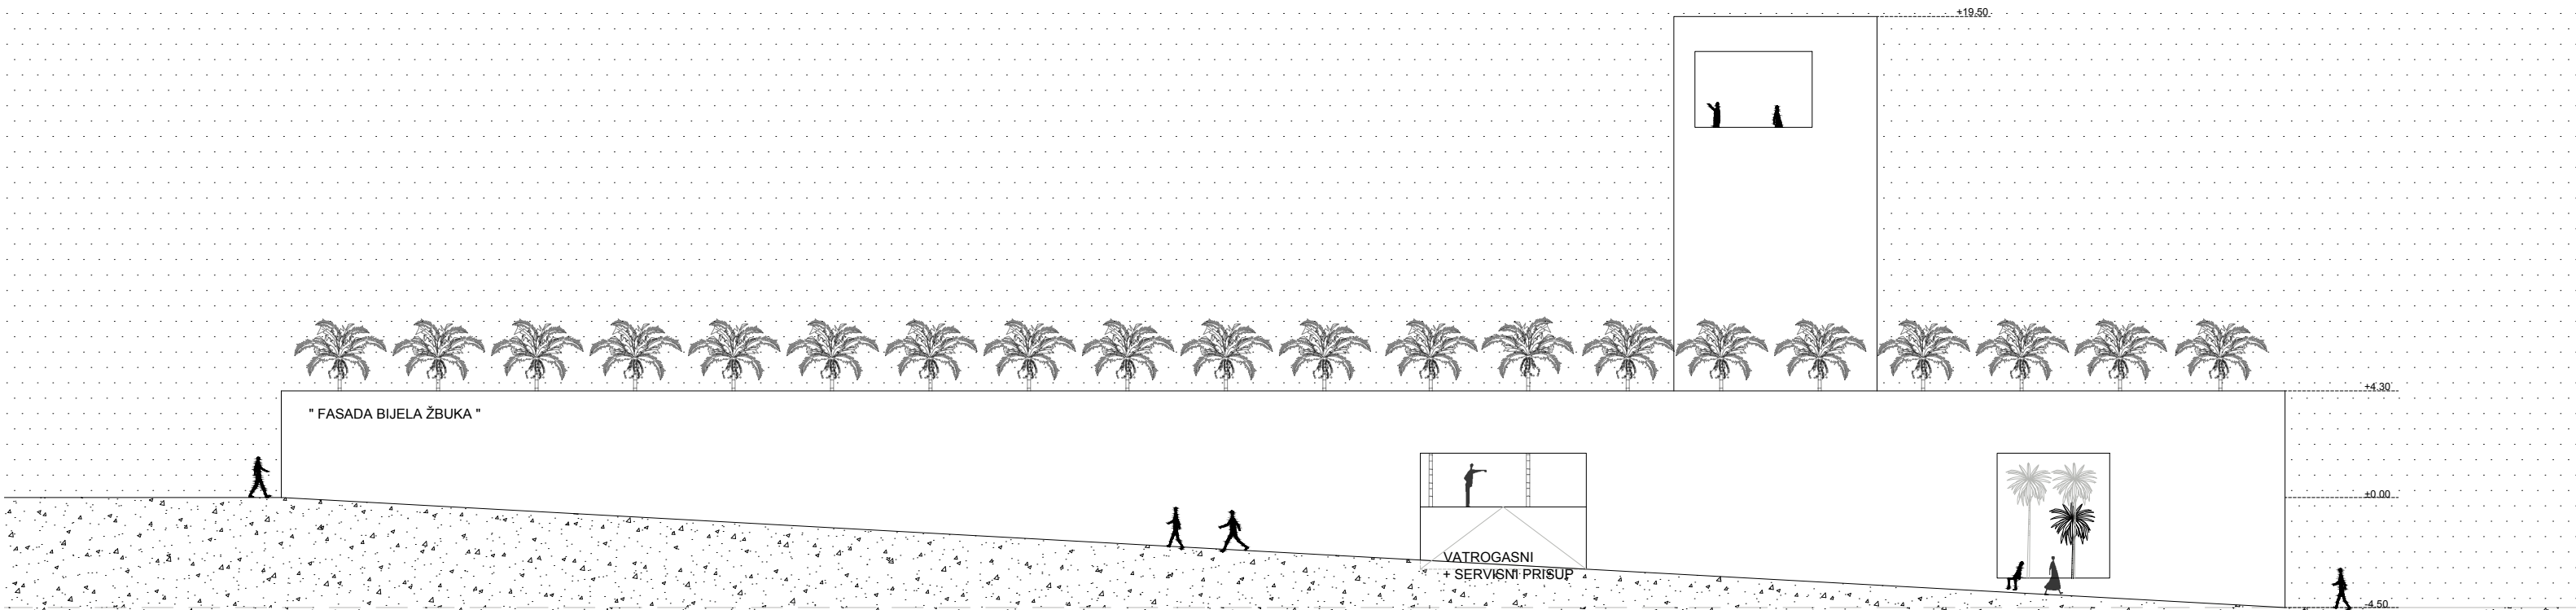 +19.50
+4.30
" FASADA BIJELA ŽBUKA "
+0.00
VATROGASNI
+ SERVISNI PRISUP
-4.50